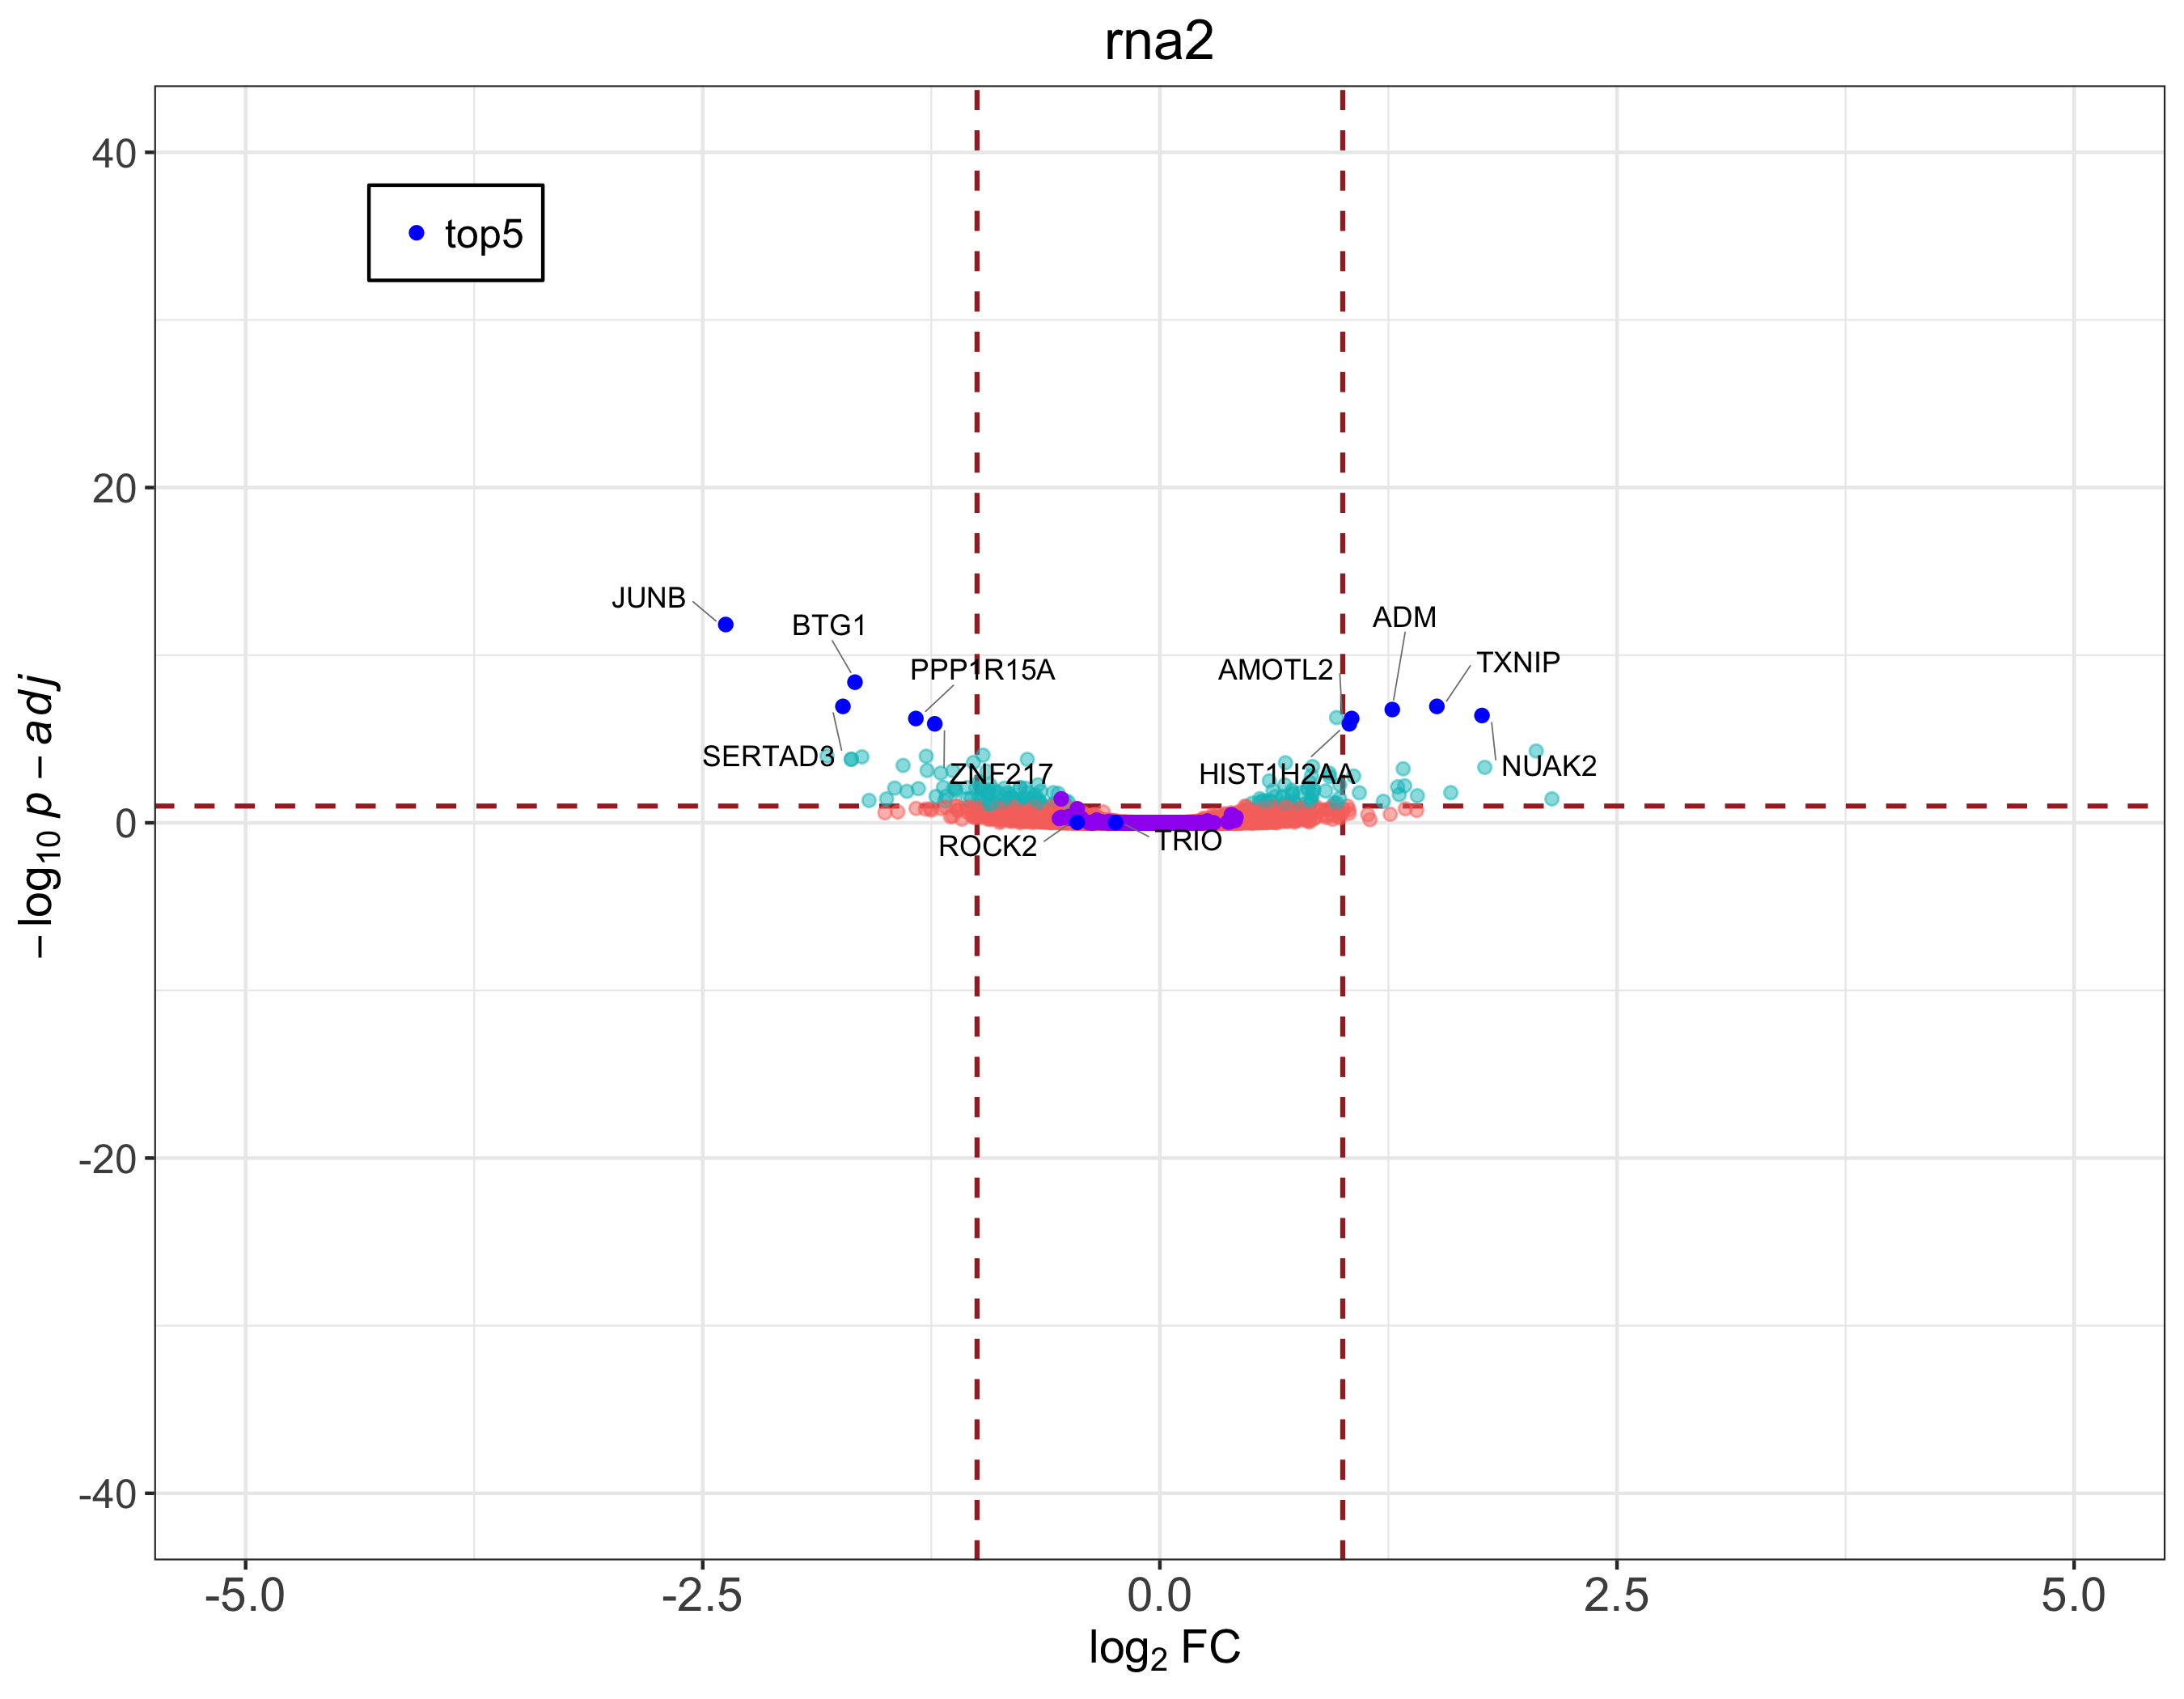 rna2
40
top5
20
JUNB
BTG1
ADM
PPP1R15A
AMOTL2
TXNIP
SERTAD3
ZNF217
HIST1H2AA
NUAK2
0
ROCK2
TRIO
-20
-40
−log10 p − adj
-5.0
-2.5
0.0
2.5
5.0
log2 FC